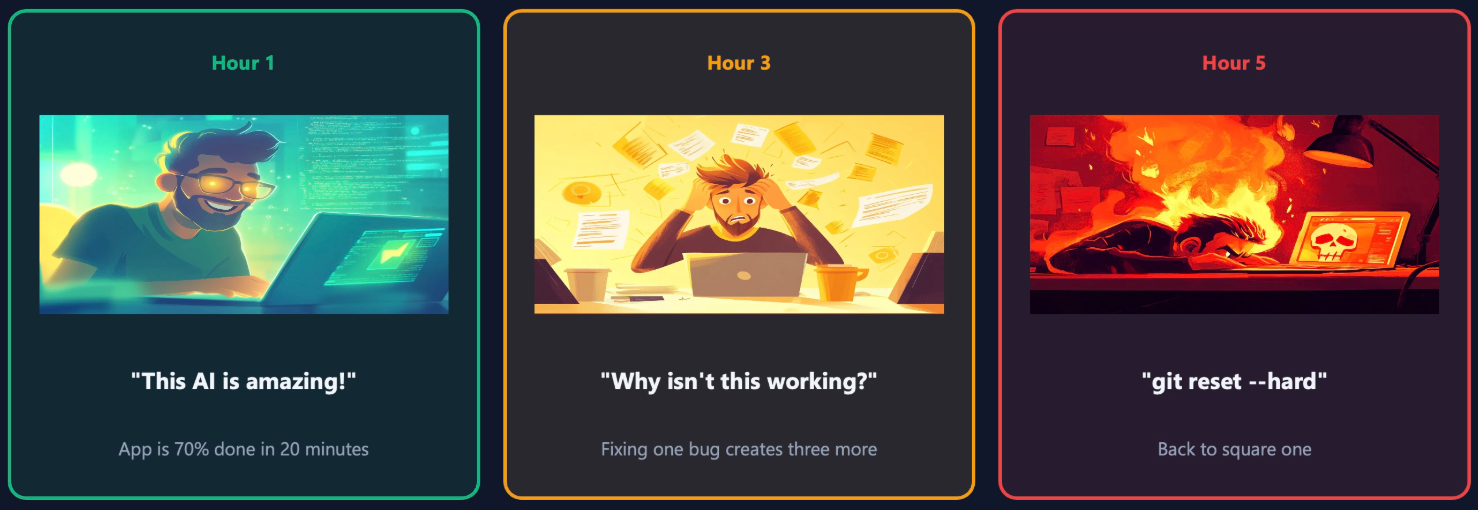 Hour 1
"This AI is amazing!"
App is 70% done in 20 minutes
Hour 3
"Why isn't this working?"
Fixing one bug creates three more
Hour 5
"git reset --hard"
Back to square one